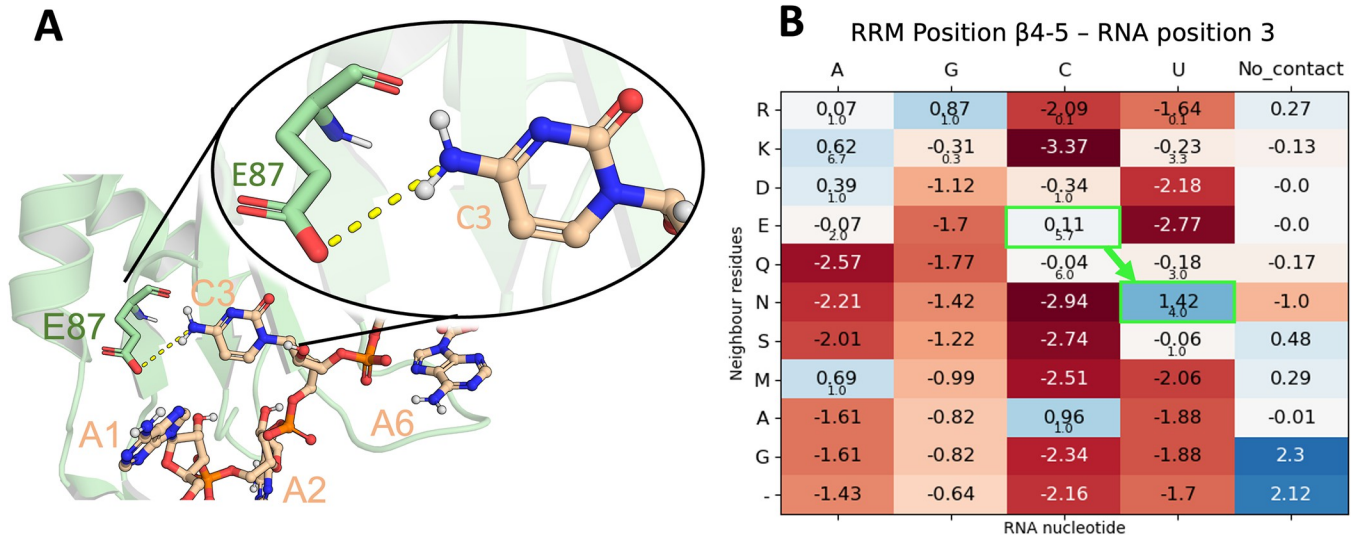 A
E87
C3
E87
C3
A1
A2
A6
B
RRM Position β4-5 – RNA position 3
A G C U No_contact
R 0.07 1.0 0.87 1.0 -2.09 0.1 -1.64 0.1 0.27
K 0.62 6.7 -0.31 0.3 -3.37 -0.23 3.3 -0.13
D 0.39 1.0 -1.12 -0.34 1.0 -2.18 -0.0
E -0.07 2.0 -1.7 0.11 5.7 -2.77 -0.0
Q -2.57 -1.77 -0.04 6.0 -0.18 3.0 -0.17
N -2.21 -1.42 -2.94 1.42 4.0 -1.0
S -2.01 -1.22 -2.74 -0.06 1.0 0.48
M 0.69 1.0 -0.99 -2.51 -2.06 0.29
A -1.61 -0.82 0.96 1.0 -1.88 -0.01
G -1.61 -0.82 -2.34 -1.88 2.3
- -1.43 -0.64 -2.16 -1.7 2.12
Neighbour residues
RNA nucleotide